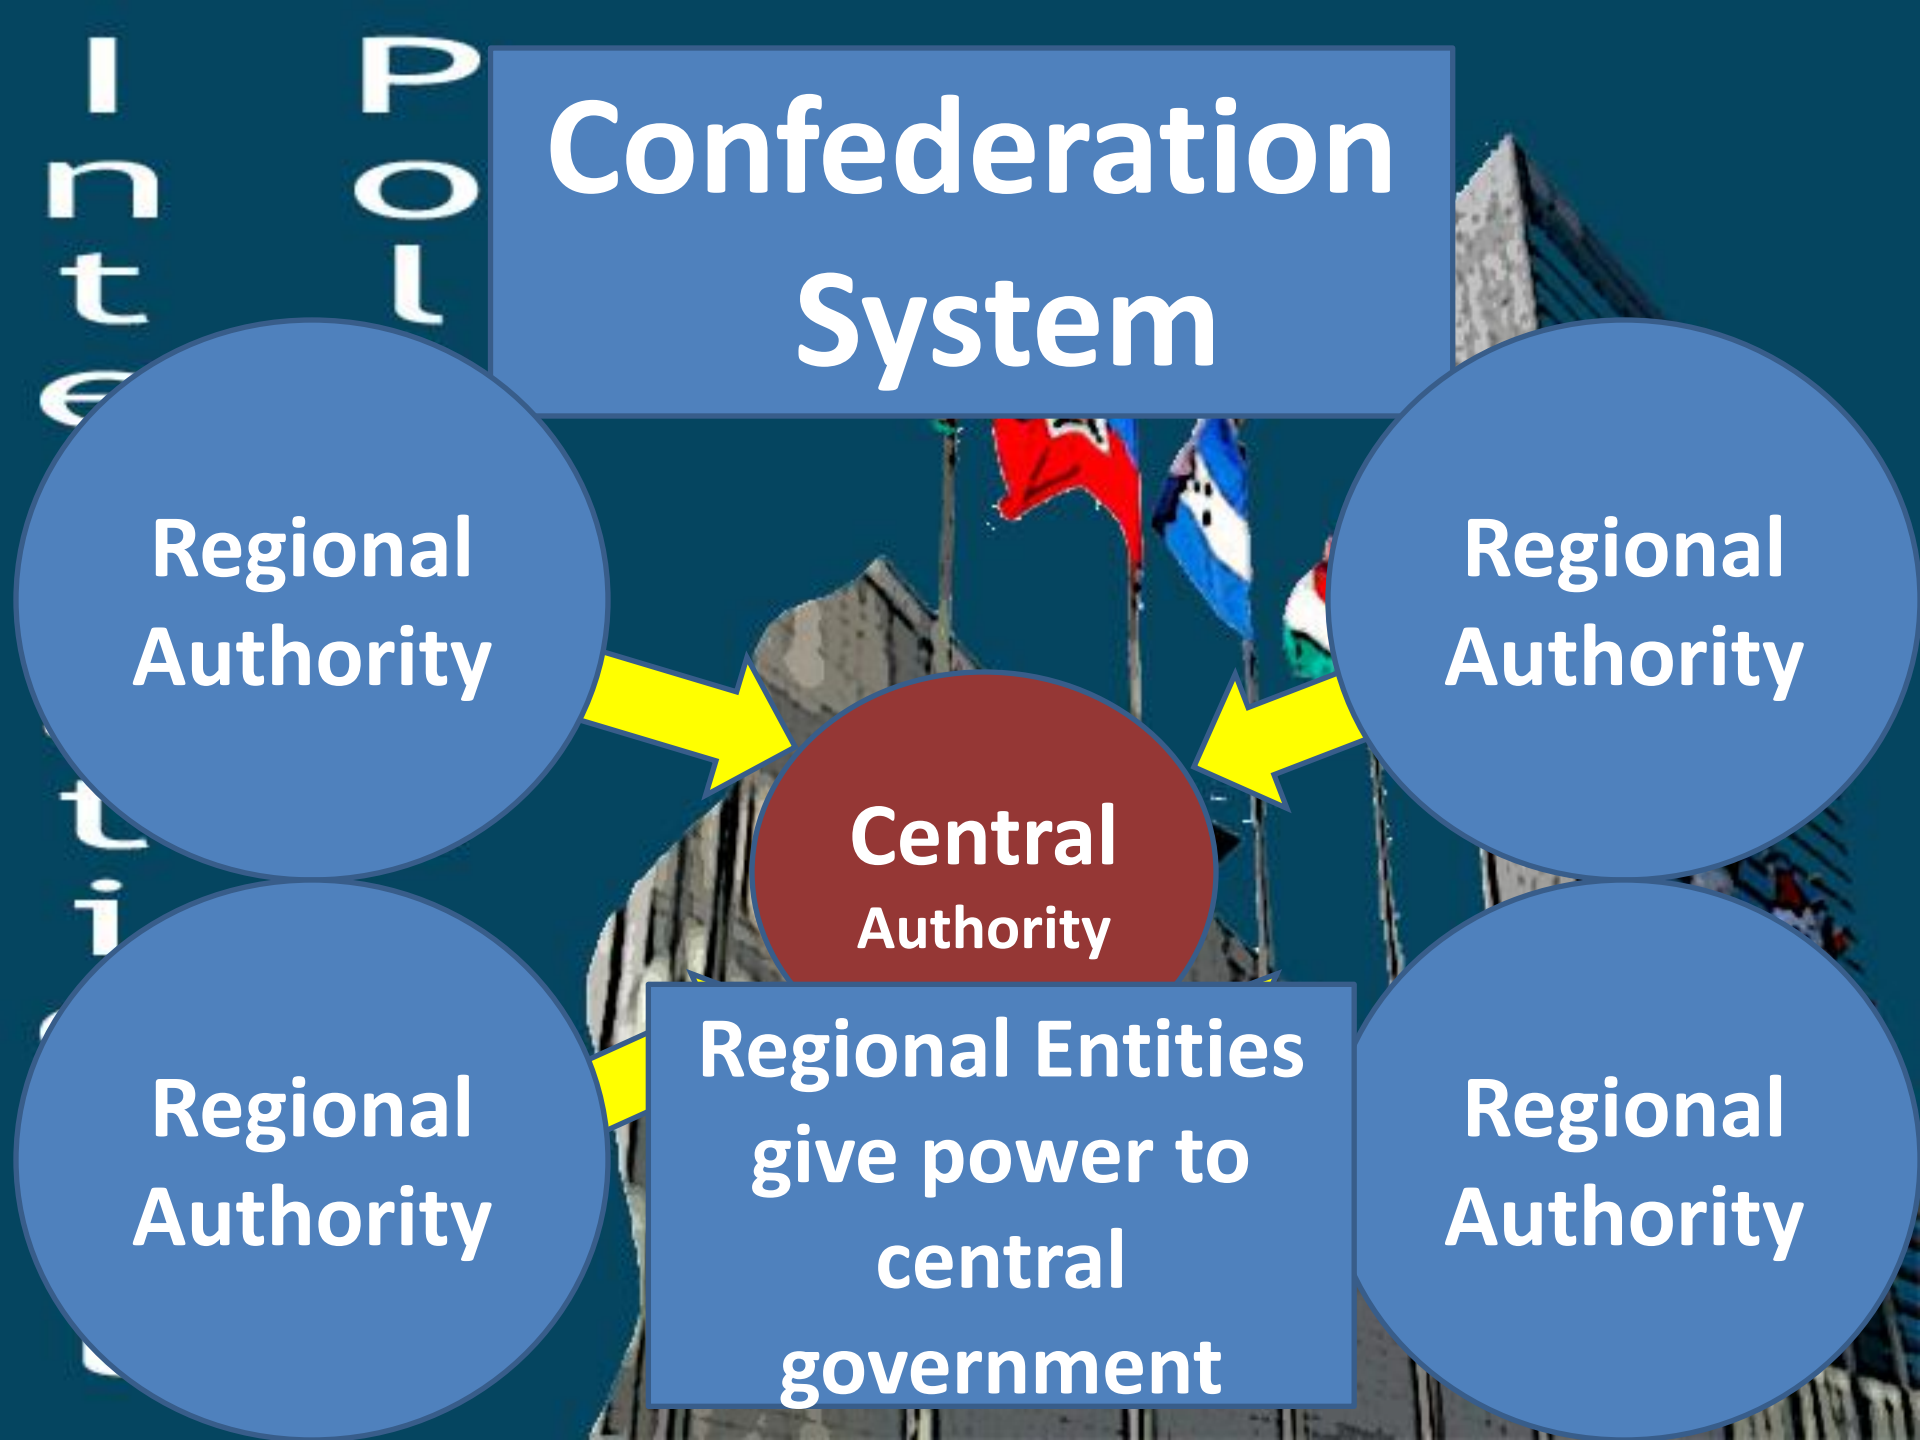 Confederation
System
Regional
Authority
Regional
Authority
Central
Authority
Regional
Authority
Regional Entities
give power to
central
government
Regional
Authority
I
n
t
e
t
i
P
o
l